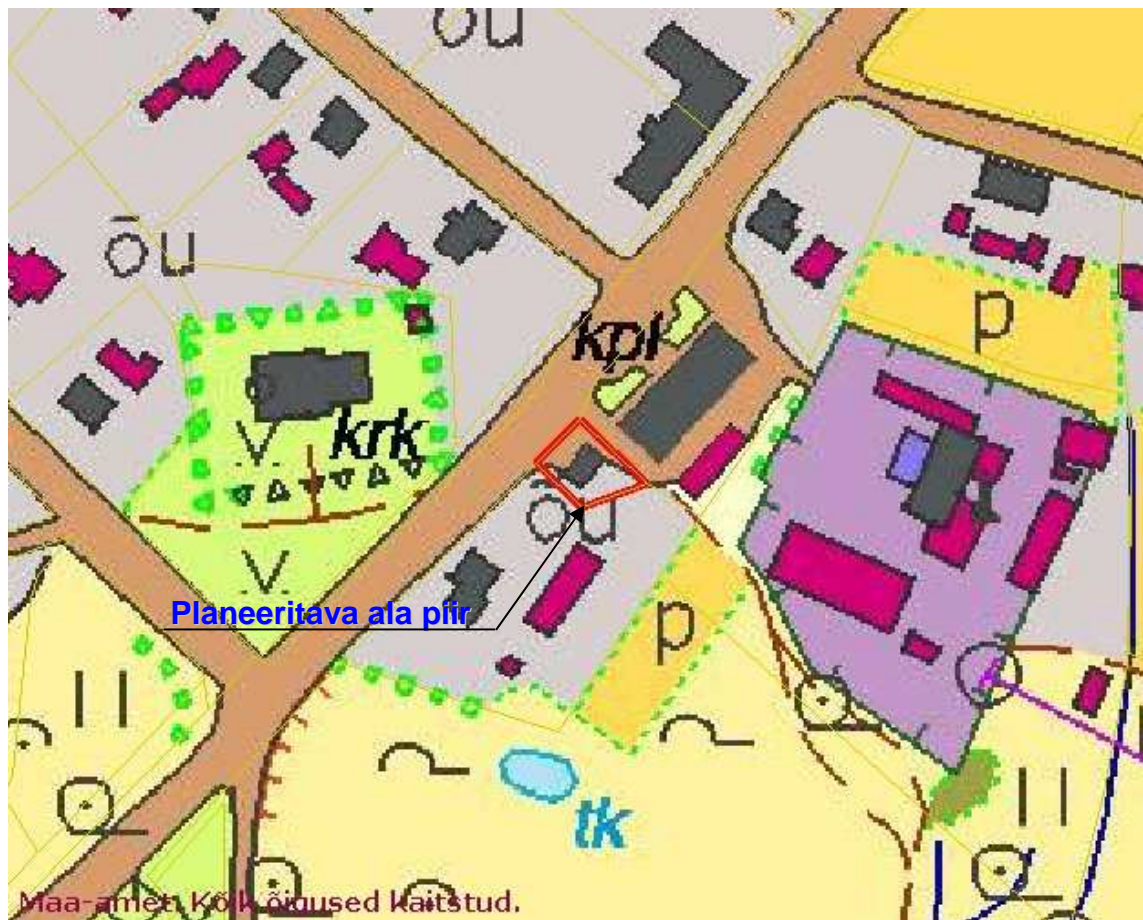 õu
õu
kpl
p
krk
õu
Planeeritava ala piir
p
tk
Maa-amet. Kõik õigused kaitstud.